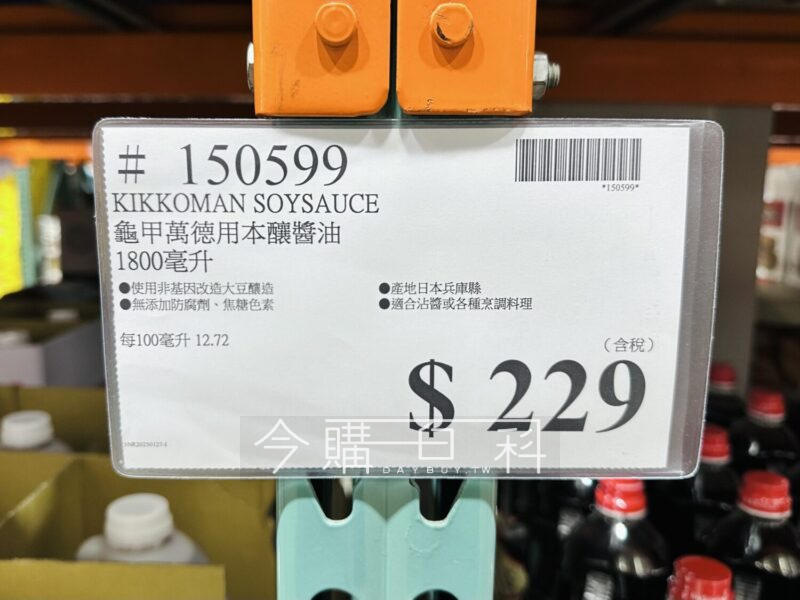 # 150599
*150599*
KIKKOMAN SOYSAUCE
龜甲萬德用本釀醬油
1800毫升
●使用非基因改造大豆釀造
●產地日本兵庫縣
●無添加防腐劑、焦糖色素
●適合沾醬或各種烹調料理
每100毫升 12.72
（含稅）
$ 229
今購百科
DAYBUY.TW